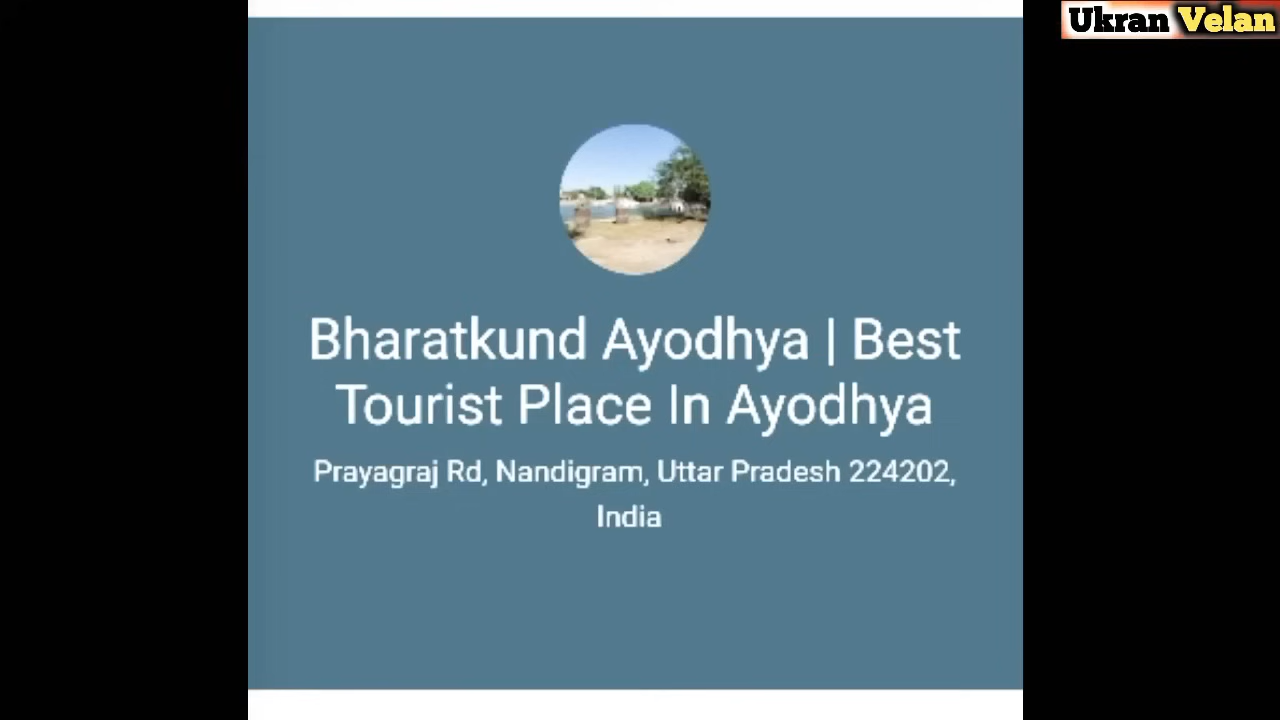 Ukran Velan
Bharatkund Ayodhya | Best
Tourist Place In Ayodhya
Prayagraj Rd, Nandigram, Uttar Pradesh 224202,
India